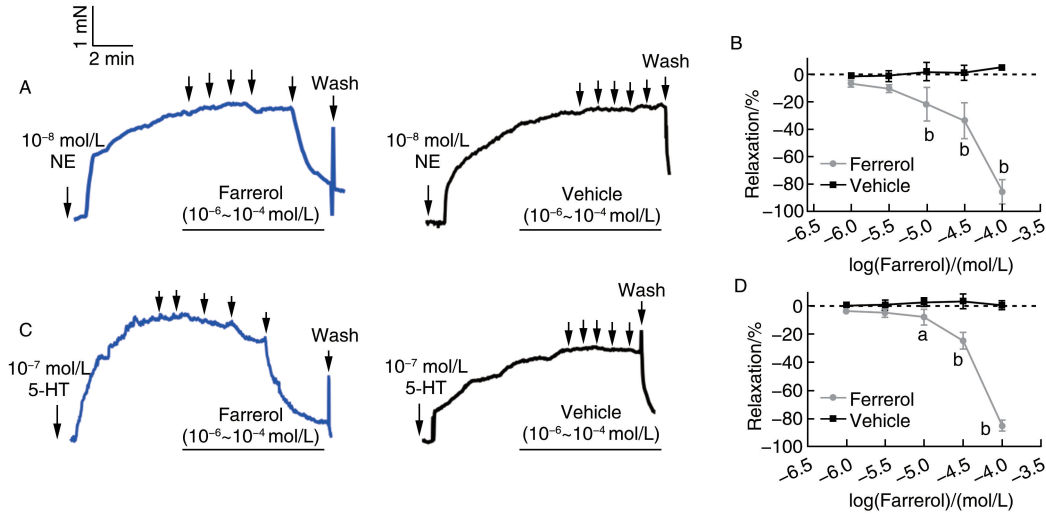 1 mN
2 min
A
Wash
10⁻⁸ mol/L
NE
Farrerol
(10⁻⁶~10⁻⁴ mol/L)
Wash
10⁻⁸ mol/L
NE
Vehicle
(10⁻⁶~10⁻⁴ mol/L)
B
Relaxation/%
0
−20
−40
−60
−80
−100
b
b
b
Ferrerol
Vehicle
−6.5
−6.0
−5.5
−5.0
−4.5
−4.0
−3.5
log(Farrerol)/(mol/L)
C
10⁻⁷ mol/L
5-HT
Wash
Farrerol
(10⁻⁶~10⁻⁴ mol/L)
Wash
10⁻⁷ mol/L
5-HT
Vehicle
(10⁻⁶~10⁻⁴ mol/L)
D
Relaxation/%
0
−20
−40
−60
−80
−100
a
b
b
Ferrerol
Vehicle
−6.5
−6.0
−5.5
−5.0
−4.5
−4.0
−3.5
log(Farrerol)/(mol/L)